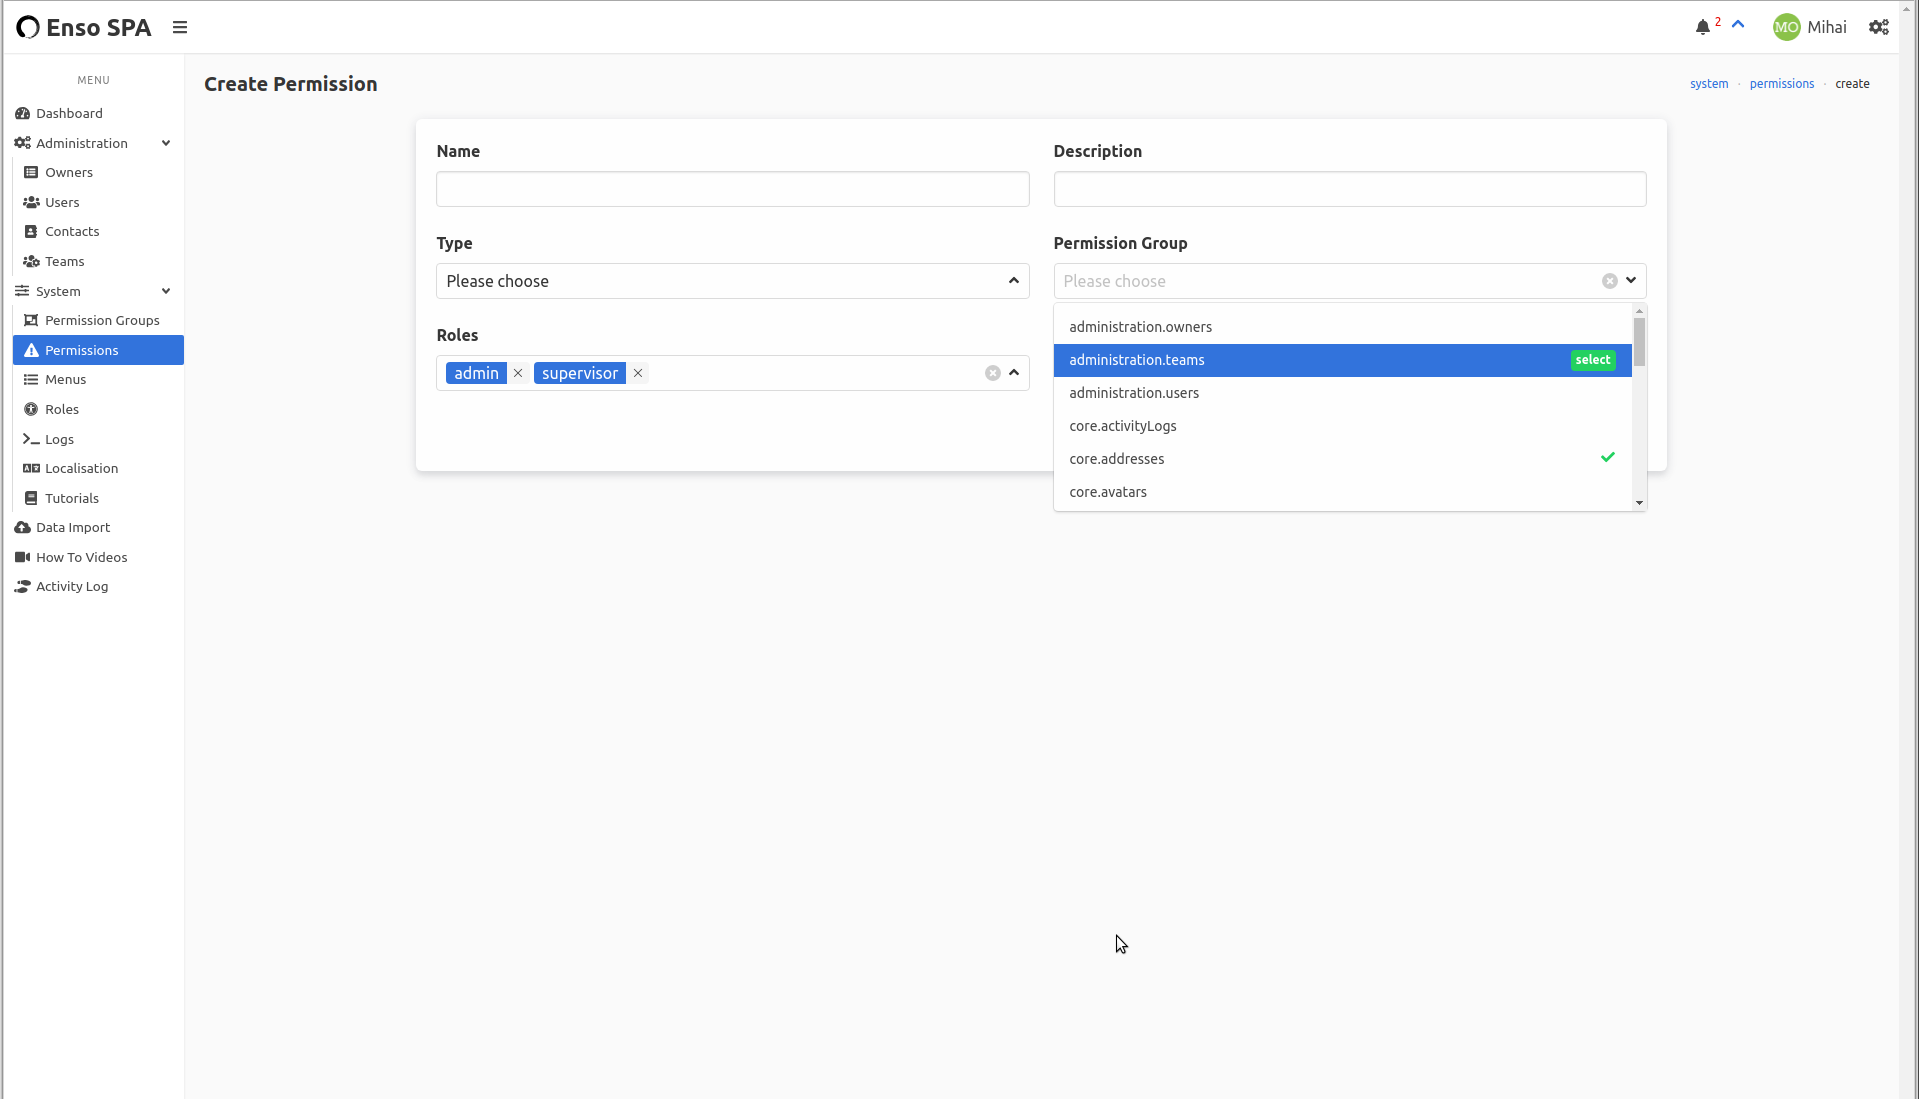 Enso SPA
2
MO Mihai
MENU
Dashboard
Administration
Owners
Users
Contacts
Teams
System
Permission Groups
Permissions
Menus
Roles
Logs
Localisation
Tutorials
Data Import
How To Videos
Activity Log
Create Permission
system · permissions · create
Name
Description
Type
Please choose
Permission Group
Please choose
administration.owners
administration.teams select
administration.users
core.activityLogs
core.addresses
core.avatars
Roles
admin supervisor